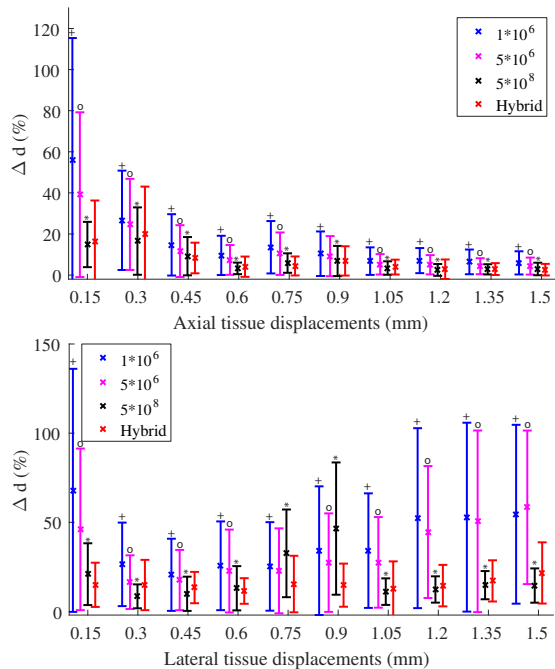 120
100
80
60
40
20
0
Δ d (%)
1*10^6
5*10^6
5*10^8
Hybrid
+ o *
+ o *
+ o *
+ o *
+ o *
+ *
+ o *
+ o *
+ o *
+ o *
0.15 0.3 0.45 0.6 0.75 0.9 1.05 1.2 1.35 1.5
Axial tissue displacements (mm)
150
100
50
0
Δ d (%)
1*10^6
5*10^6
5*10^8
Hybrid
+ o *
+ o *
+ o *
+ o *
+ *
+ o *
+ o *
+ o *
+ o *
+ o *
0.15 0.3 0.45 0.6 0.75 0.9 1.05 1.2 1.35 1.5
Lateral tissue displacements (mm)